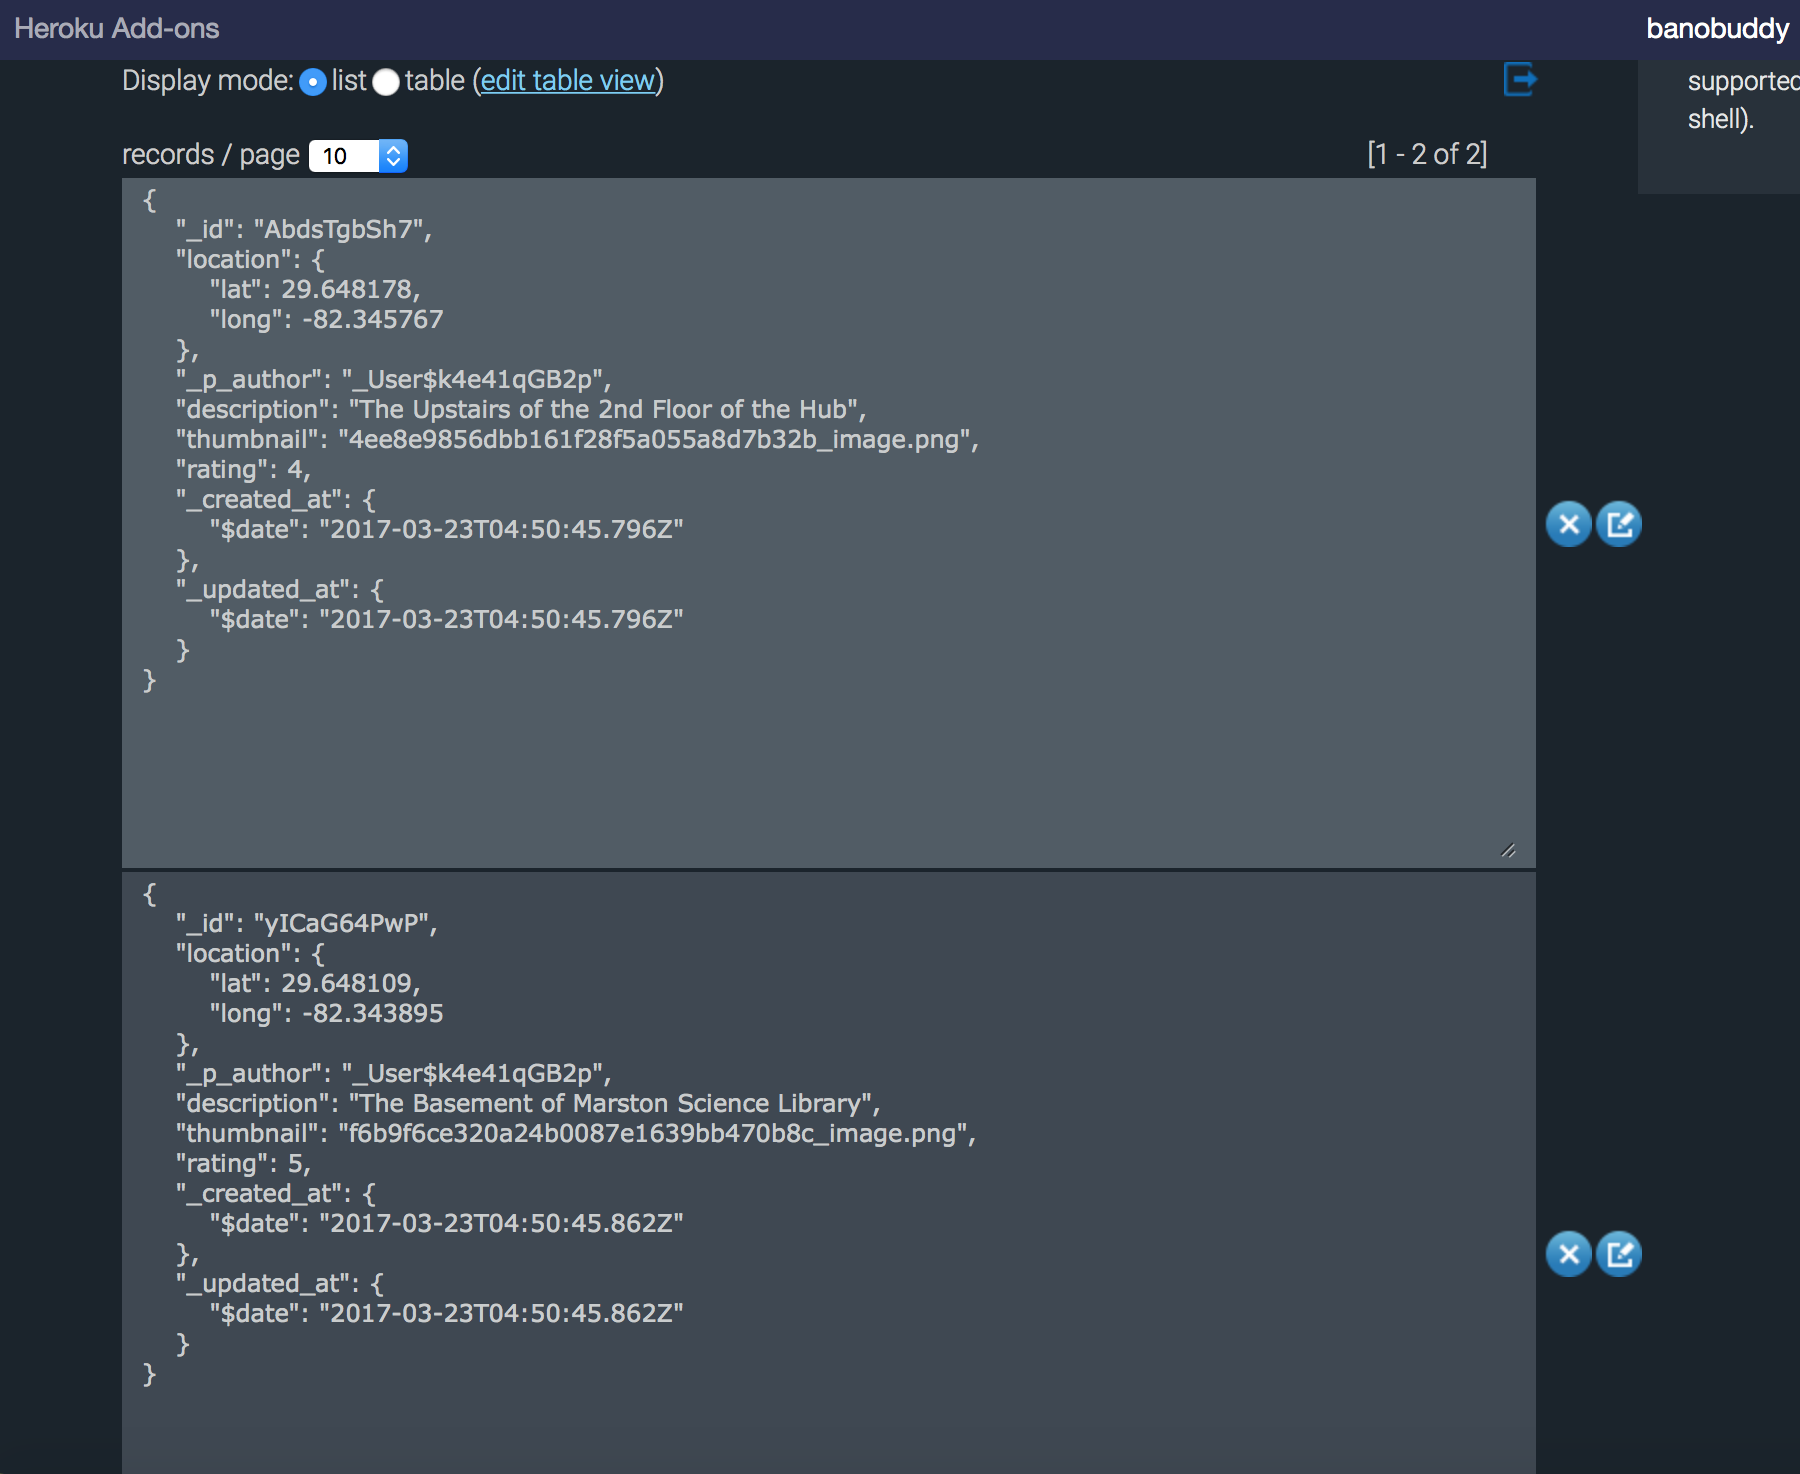 Heroku Add-ons
banobuddy
Display mode: list table (edit table view)
supported
shell).
records / page 10
[1 - 2 of 2]
{
"_id": "AbdsTgbSh7",
"location": {
"lat": 29.648178,
"long": -82.345767
},
"_p_author": "_User$k4e41qGB2p",
"description": "The Upstairs of the 2nd Floor of the Hub",
"thumbnail": "4ee8e9856dbb161f28f5a055a8d7b32b_image.png",
"rating": 4,
"_created_at": {
"$date": "2017-03-23T04:50:45.796Z"
},
"_updated_at": {
"$date": "2017-03-23T04:50:45.796Z"
}
}
{
"_id": "yICaG64PwP",
"location": {
"lat": 29.648109,
"long": -82.343895
},
"_p_author": "_User$k4e41qGB2p",
"description": "The Basement of Marston Science Library",
"thumbnail": "f6b9f6ce320a24b0087e1639bb470b8c_image.png",
"rating": 5,
"_created_at": {
"$date": "2017-03-23T04:50:45.862Z"
},
"_updated_at": {
"$date": "2017-03-23T04:50:45.862Z"
}
}